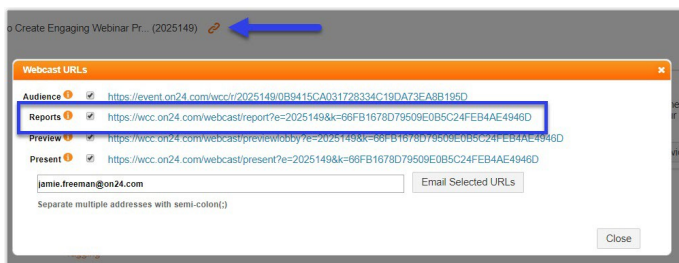 o Create Engaging Webinar Pr... (2025149)
Webcast URLs
Audience https://event.on24.com/wcc/r/2025149/0B9415CA031728334C19DA73EA8B195D
Reports https://wcc.on24.com/webcast/report?e=2025149&k=66FB1678D79509E0B5C24FEB4AE4946D
Preview https://wcc.on24.com/webcast/previewlobby?e=2025149&k=66FB1678D79509E0B5C24FEB4AE4946D
Present https://wcc.on24.com/webcast/present?e=2025149&k=66FB1678D79509E0B5C24FEB4AE4946D
jamie.freeman@on24.com
Email Selected URLs
Separate multiple addresses with semi-colon(;)
Close